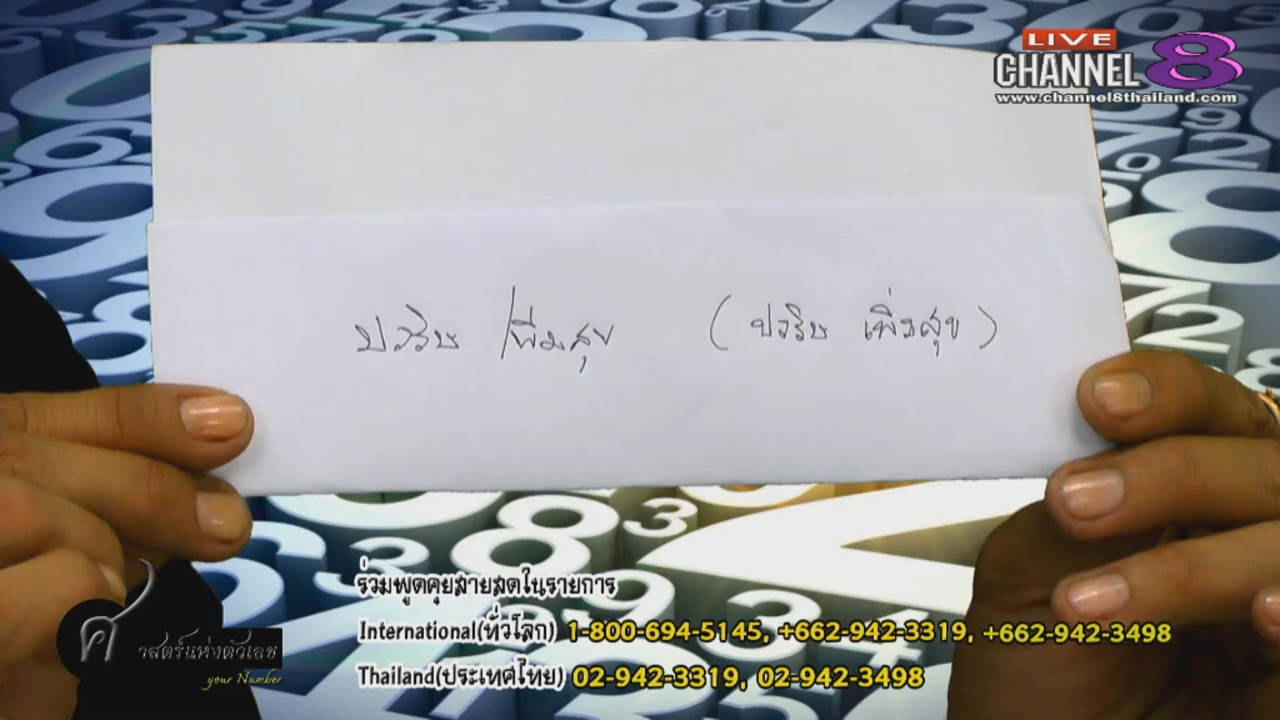 LIVE
CHANNEL 8
www.channel8thailand.com
ปวริษ เพิ่มสุข (ปวริษ เพิ่มสุข)
ร่วมพูดคุยสายสดในรายการ
International(ทั่วโลก) 1-800-694-5145, +662-942-3319, +662-942-3498
Thailand(ประเทศไทย) 02-942-3319, 02-942-3498
ศาสตร์แห่งตัวเลข
your Number